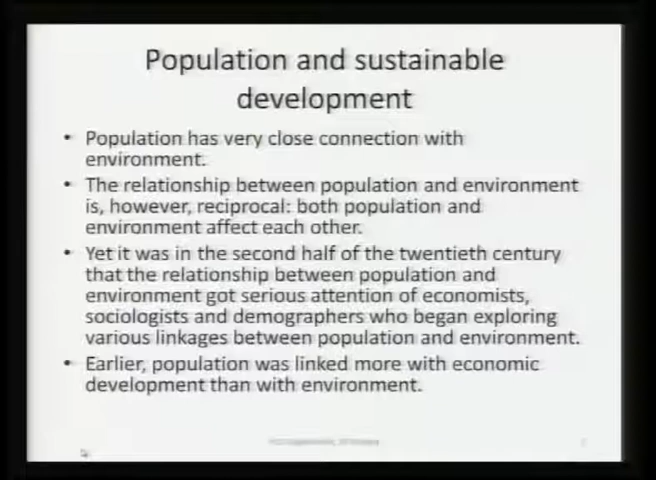 Population and sustainable
development
• Population has very close connection with
environment.
• The relationship between population and environment
is, however, reciprocal: both population and
environment affect each other.
• Yet it was in the second half of the twentieth century
that the relationship between population and
environment got serious attention of economists,
sociologists and demographers who began exploring
various linkages between population and environment.
• Earlier, population was linked more with economic
development than with environment.